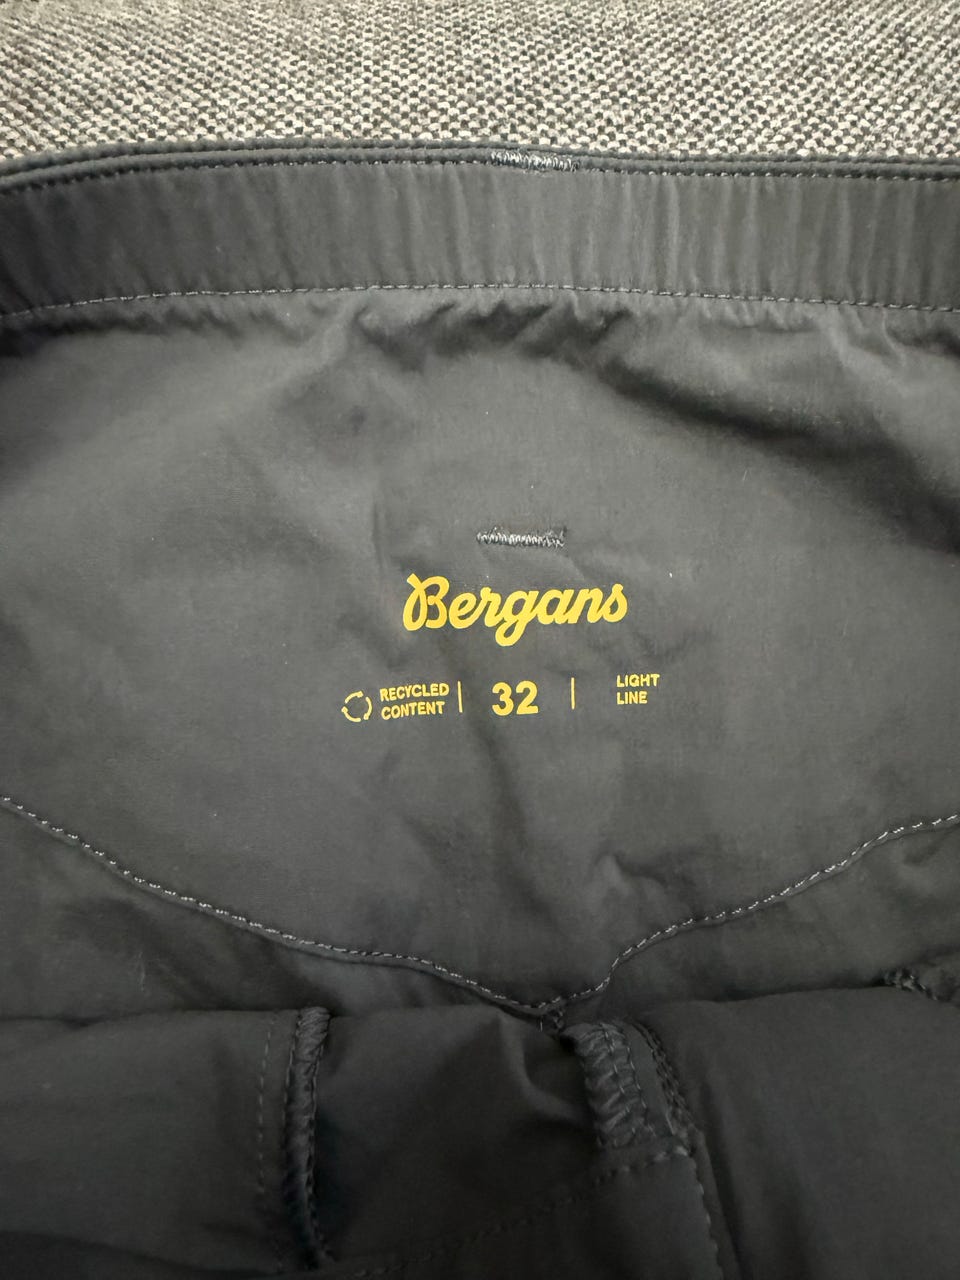 Bergans
RECYCLED
CONTENT
32
LIGHT
LINE